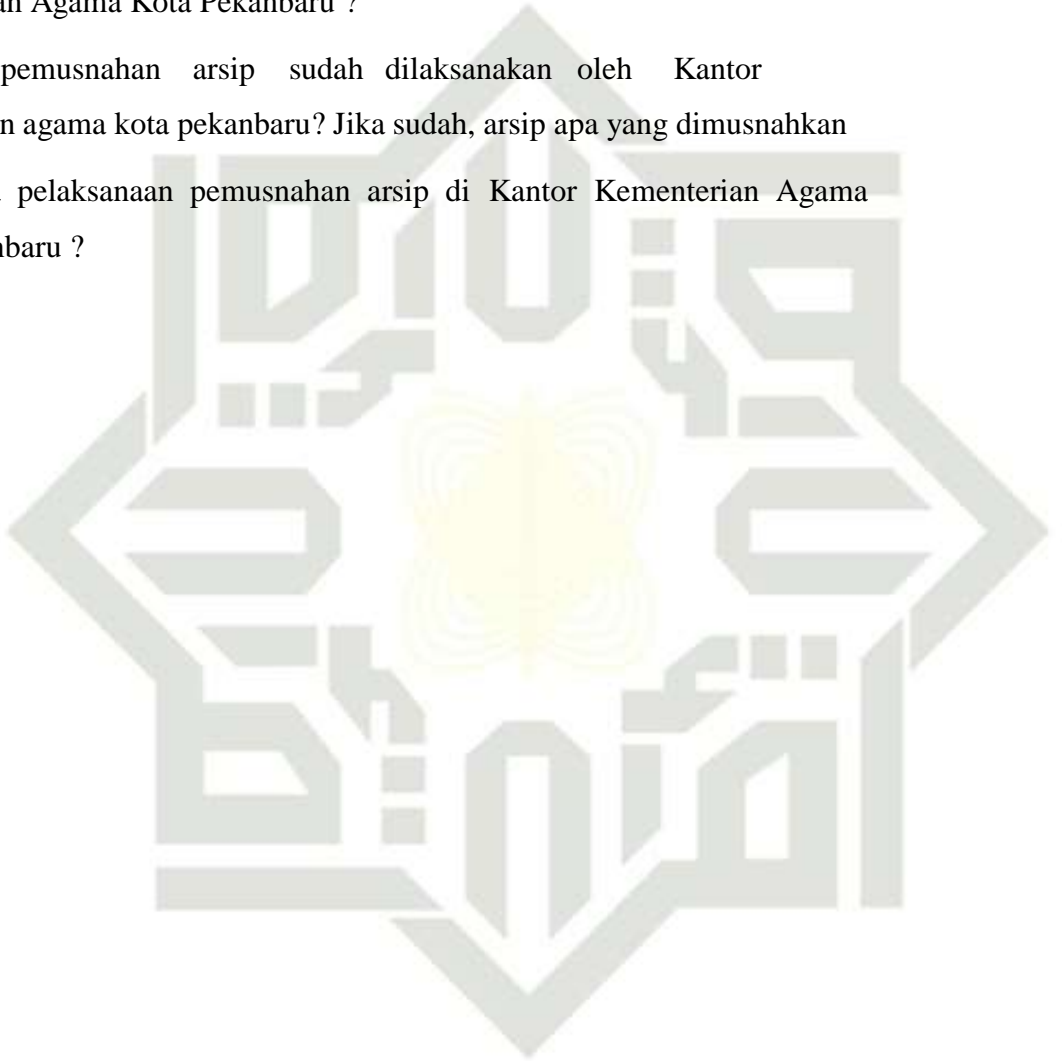 an Agama Kota Pekanbaru ?
pemusnahan arsip sudah dilaksanakan oleh Kantor
n agama kota pekanbaru? Jika sudah, arsip apa yang dimusnahkan
pelaksanaan pemusnahan arsip di Kantor Kementerian Agama
baru ?